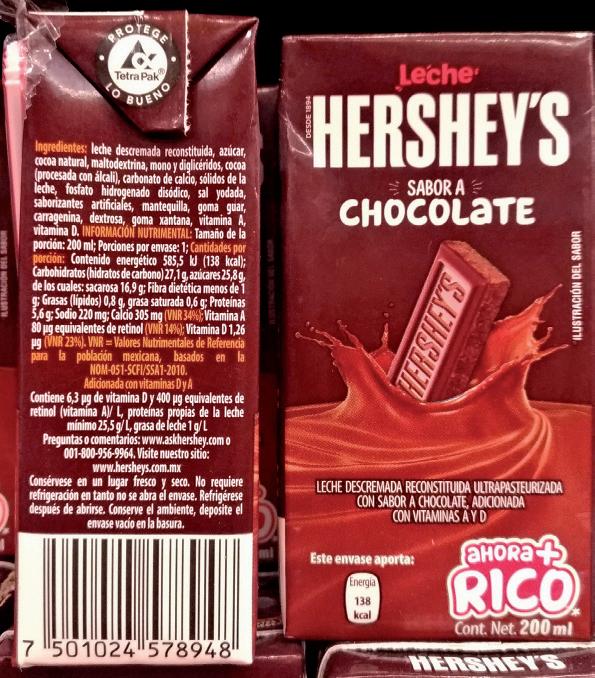 PROTEGE
TetraPak®
LO BUENO
Ingredientes: leche descremada reconstituida, azúcar,
cocoa natural, maltodextrina, mono y diglicéridos, cocoa
(procesada con álcali), carbonato de calcio, sólidos de la
leche, fosfato hidrogenado disódico, sal yodada,
saborizantes artificiales, mantequilla, goma guar,
carragenina, dextrosa, goma xantana, vitamina A,
vitamina D. INFORMACIÓN NUTRIMENTAL: Tamaño de la
porción: 200 ml; Porciones por envase: 1; Cantidades por
porción: Contenido energético 585,5 kJ (138 kcal);
Carbohidratos (hidratos de carbono) 27,1 g, azúcares 25,8 g,
de los cuales: sacarosa 16,9 g; Fibra dietética menos de 1
g; Grasas (lípidos) 0,8 g, grasa saturada 0,6 g; Proteínas
5,6 g; Sodio 220 mg; Calcio 305 mg (VNR 34%); Vitamina A
80 µg equivalentes de retinol (VNR 14%); Vitamina D 1,26
µg (VNR 23%). VNR = Valores Nutrimentales de Referencia
para la población mexicana, basados en la
NOM-051-SCFI/SSA1-2010.
Adicionada con vitaminas D y A
Contiene 6,3 µg de vitamina D y 400 µg equivalentes de
retinol (vitamina A)/ L, proteínas propias de la leche
mínimo 25,5 g/L, grasa de leche 1 g/L
Preguntas o comentarios: www.askhershey.com o
001-800-956-9964. Visite nuestro sitio:
www.hersheys.com.mx
Consérvese en un lugar fresco y seco. No requiere
refrigeración en tanto no se abra el envase. Refrigérese
después de abrirse. Conserve el ambiente, deposite el
envase vacío en la basura.
7 501024 578948
ILUSTRACIÓN DEL SABOR
Leche
DESDE 1894
HERSHEY'S
SABOR A
CHOCOLATE
HERSHEY'S
ILUSTRACIÓN DEL SABOR
LECHE DESCREMADA RECONSTITUIDA ULTRAPASTEURIZADA
CON SABOR A CHOCOLATE, ADICIONADA
CON VITAMINAS A Y D
Este envase aporta:
Energía
138
kcal
AHORA+
RICO*
Cont. Net. 200 ml
HERSHEY'S